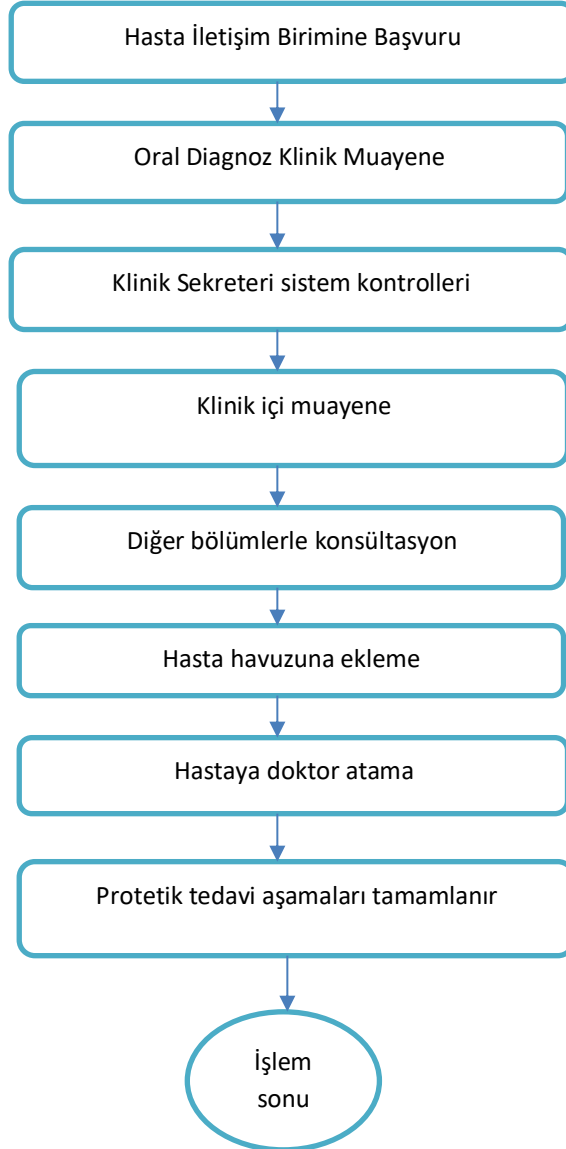 Hasta İletişim Birimine Başvuru
Oral Diagnoz Klinik Muayene
Klinik Sekreteri sistem kontrolleri
Klinik içi muayene
Diğer bölümlerle konsültasyon
Hasta havuzuna ekleme
Hastaya doktor atama
Protetik tedavi aşamaları tamamlanır
İşlem
sonu